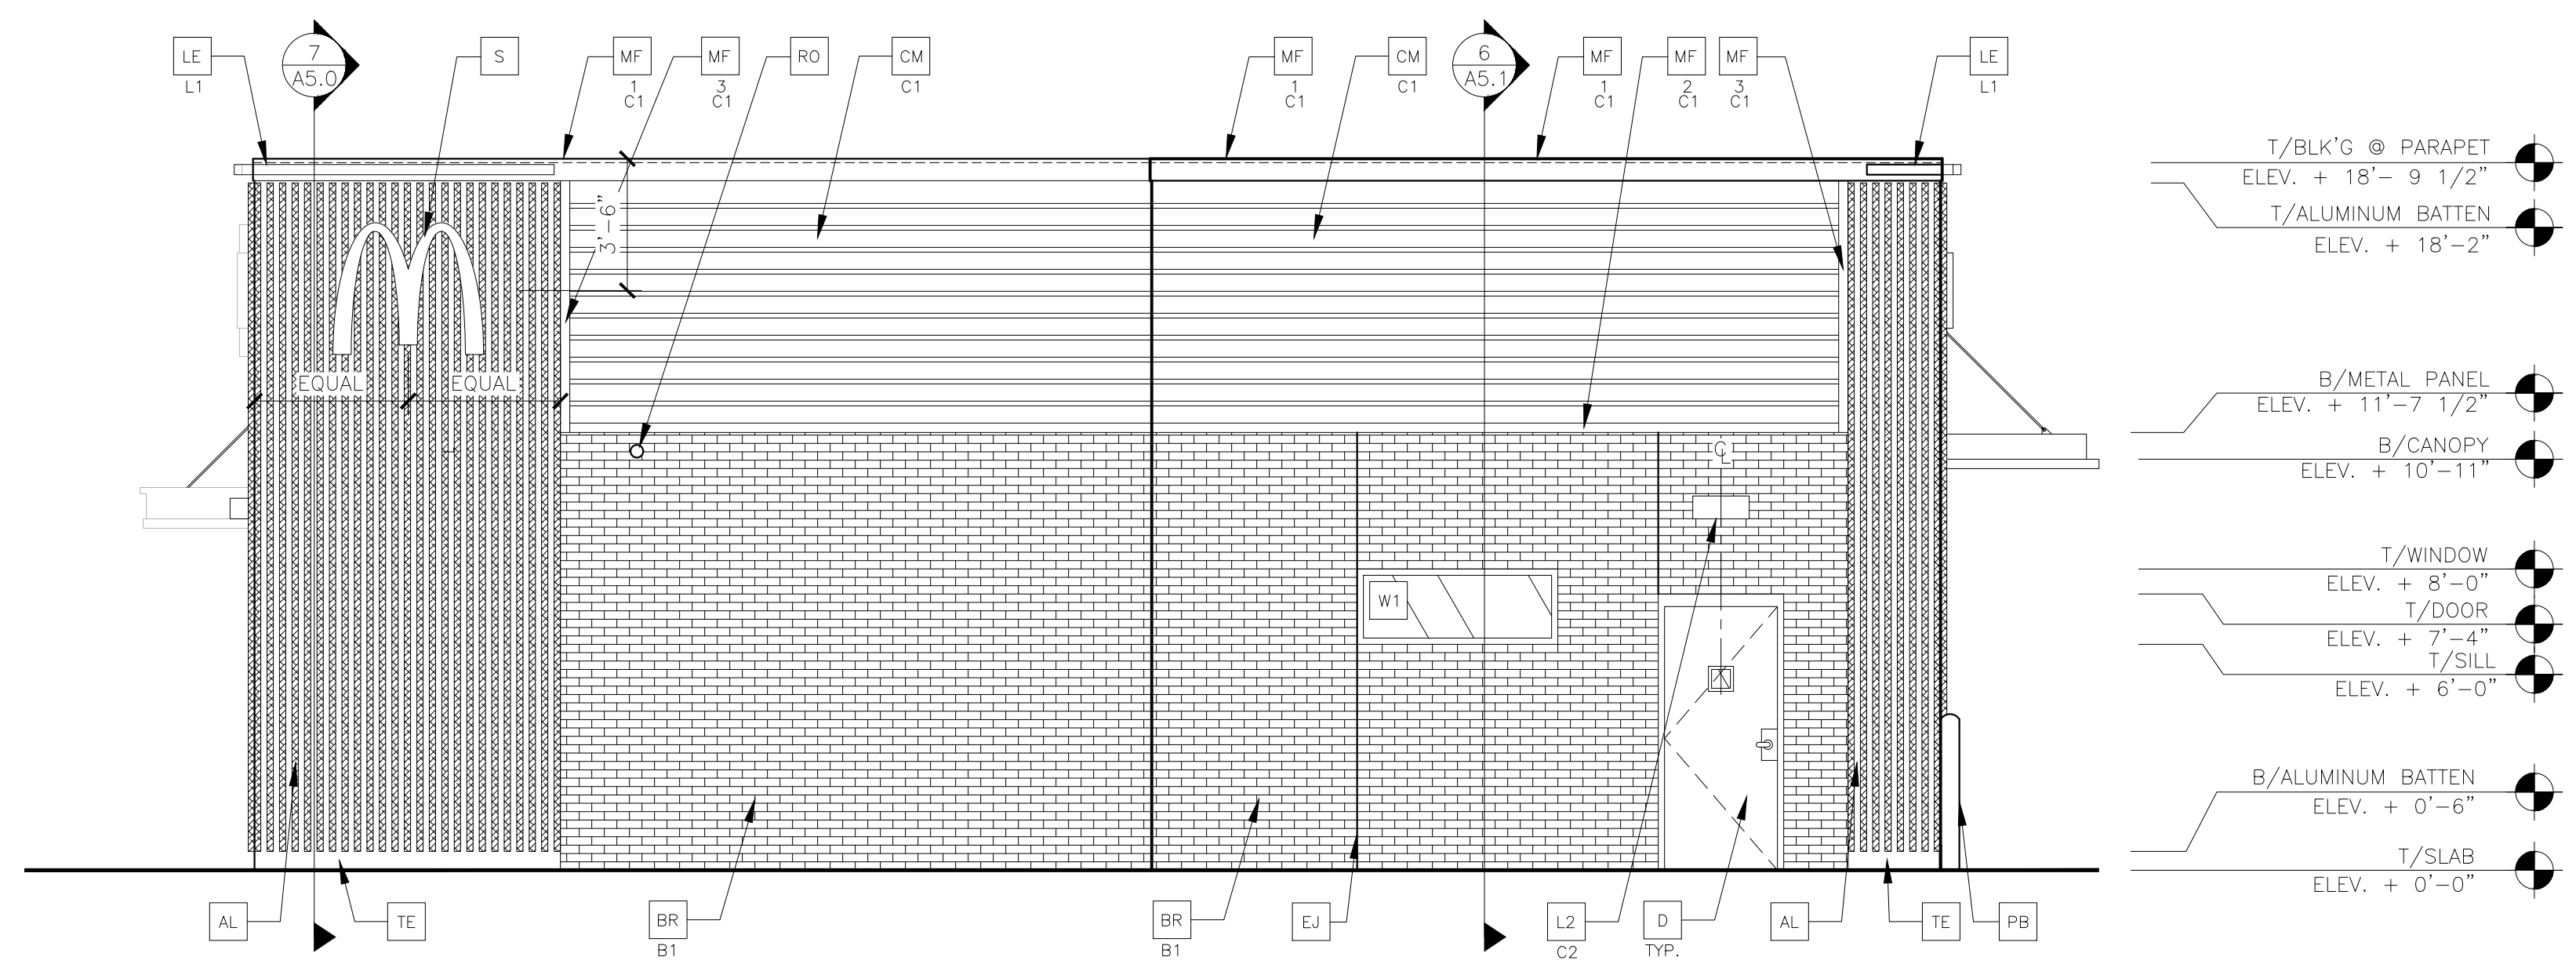 LE
L1
7
A5.0
S
MF
1
C1
MF
3
C1
RO
CM
C1
MF
1
C1
CM
C1
6
A5.1
MF
1
C1
MF
2
C1
MF
3
C1
LE
L1
T/BLK'G @ PARAPET
ELEV. + 18'- 9 1/2"
T/ALUMINUM BATTEN
ELEV. + 18'-2"
3'-6"
EQUAL
EQUAL
B/METAL PANEL
ELEV. + 11'-7 1/2"
B/CANOPY
ELEV. + 10'-11"
CL
W1
T/WINDOW
ELEV. + 8'-0"
T/DOOR
ELEV. + 7'-4"
T/SILL
ELEV. + 6'-0"
B/ALUMINUM BATTEN
ELEV. + 0'-6"
T/SLAB
ELEV. + 0'-0"
AL
TE
BR
B1
BR
B1
EJ
L2
C2
D
TYP.
AL
TE
PB